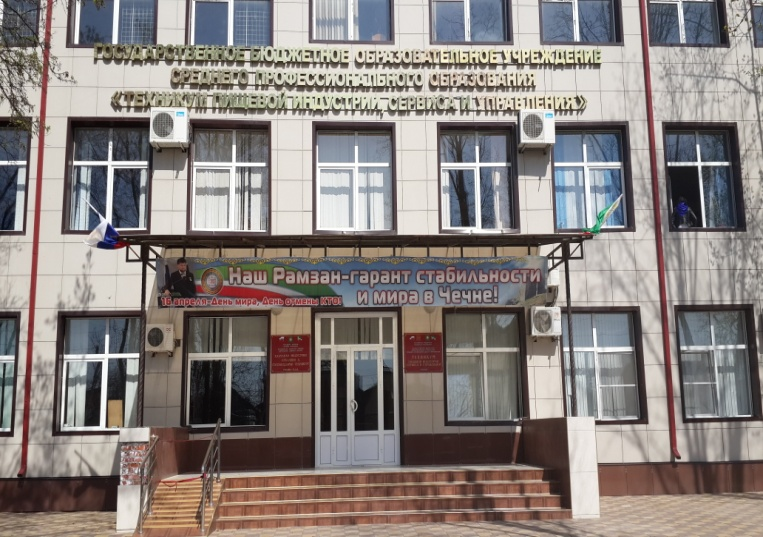 ГОСУДАРСТВЕННОЕ БЮДЖЕТНОЕ ОБРАЗОВАТЕЛЬНОЕ УЧРЕЖДЕНИЕ
СРЕДНЕГО ПРОФЕССИОНАЛЬНОГО ОБРАЗОВАНИЯ
«ТЕХНИКУМ ПИЩЕВОЙ ИНДУСТРИИ, СЕРВИСА И УПРАВЛЕНИЯ»
Наш Рамзан-гарант стабильности
и мира в Чечне!
16 апреля-День мира, День отмены КТО!